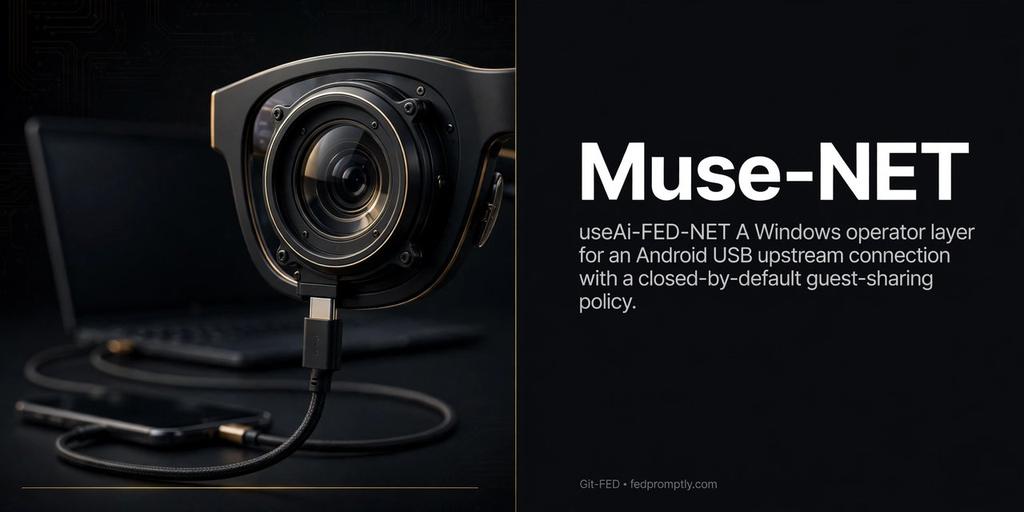 Muse-NET
useAi-FED-NET A Windows operator layer
for an Android USB upstream connection
with a closed-by-default guest-sharing
policy.
Git-FED • fedpromptly.com